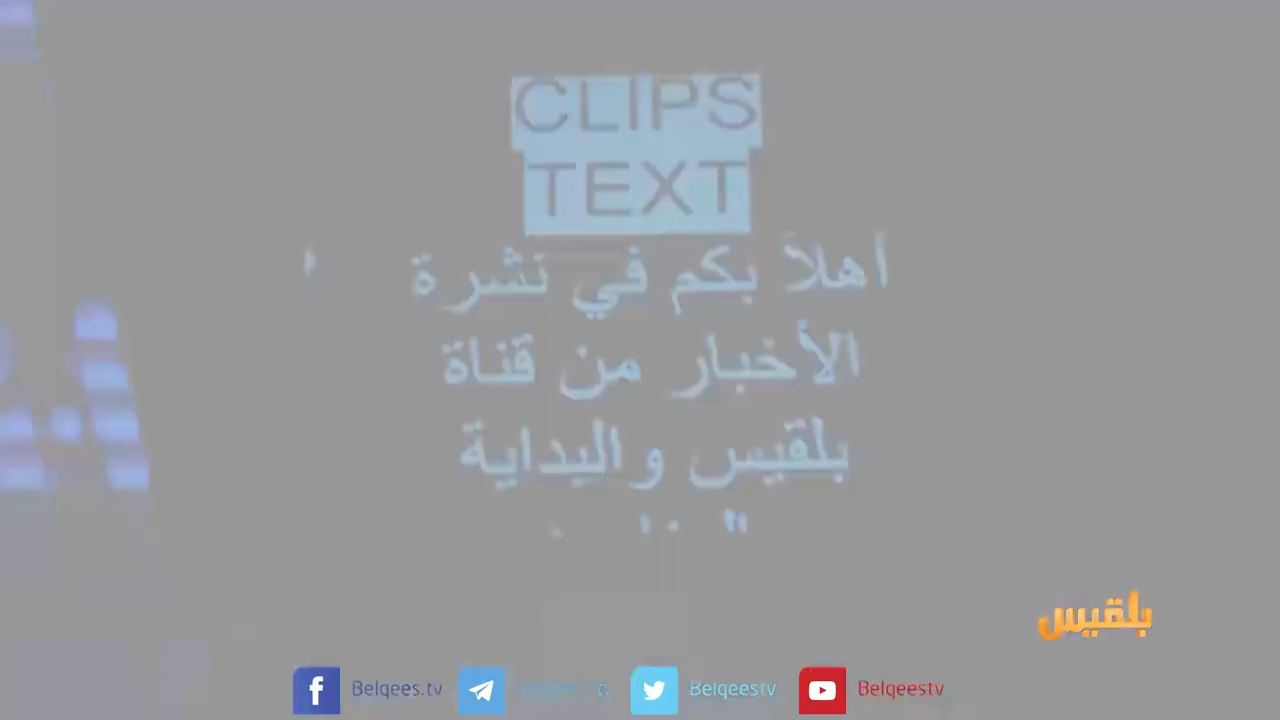 CLIPS
TEXT
أهلاً بكم في نشرة
الأخبار من قناة
بلقيس والبداية
بلقيس
Belqees.tv
Belqeestv
Belqeestv